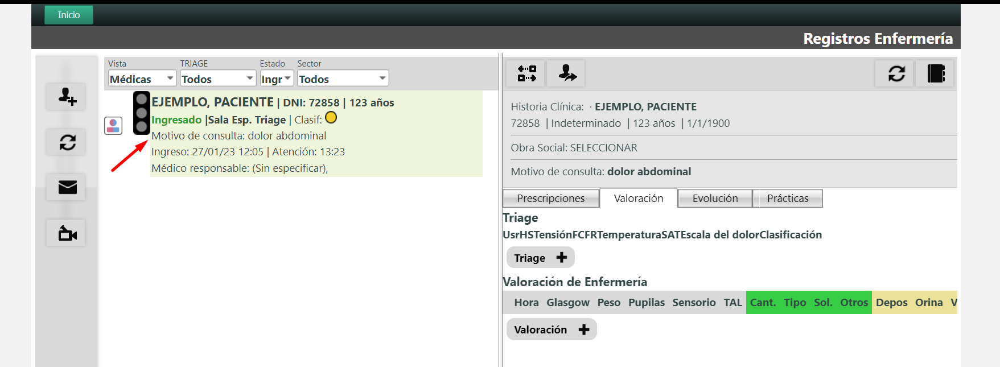 Inicio
Registros Enfermería
Vista TRIAGE Estado Sector
Médicas Todos Ingr Todos
EJEMPLO, PACIENTE | DNI: 72858 | 123 años
Ingresado |Sala Esp. Triage | Clasif:
Motivo de consulta: dolor abdominal
Ingreso: 27/01/23 12:05 | Atención: 13:23
Médico responsable: (Sin especificar),
Historia Clínica: · EJEMPLO, PACIENTE
72858 | Indeterminado | 123 años | 1/1/1900
Obra Social: SELECCIONAR
Motivo de consulta: dolor abdominal
Prescripciones Valoración Evolución Prácticas
Triage
UsrHSTensiónFCFRTemperaturaSATEscala del dolorClasificación
Triage +
Valoración de Enfermería
Hora Glasgow Peso Pupilas Sensorio TAL Cant. Tipo Sol. Otros Depos Orina V
Valoración +